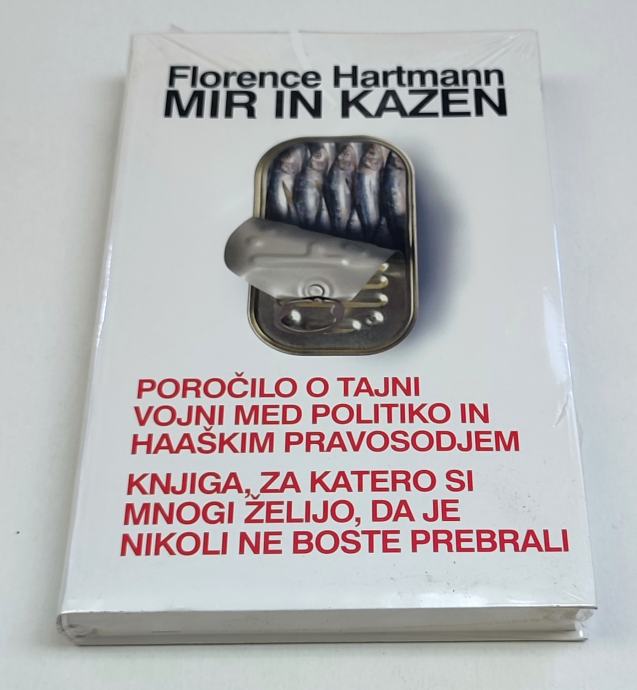 Florence Hartmann
MIR IN KAZEN
POROČILO O TAJNI
VOJNI MED POLITIKO IN
HAAŠKIM PRAVOSODJEM
KNJIGA, ZA KATERO SI
MNOGI ŽELIJO, DA JE
NIKOLI NE BOSTE PREBRALI